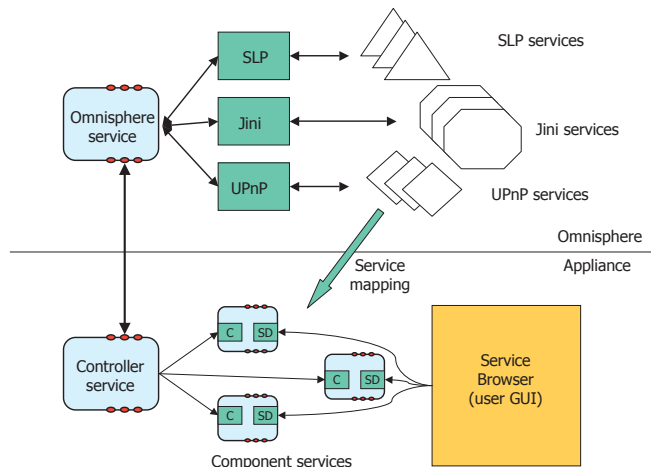 SLP
SLP services
Omnisphere
service
Jini
Jini services
UPnP
UPnP services
Omnisphere
Service
mapping
Appliance
C
SD
Controller
service
C
SD
Service
Browser
(user GUI)
C
SD
Component services